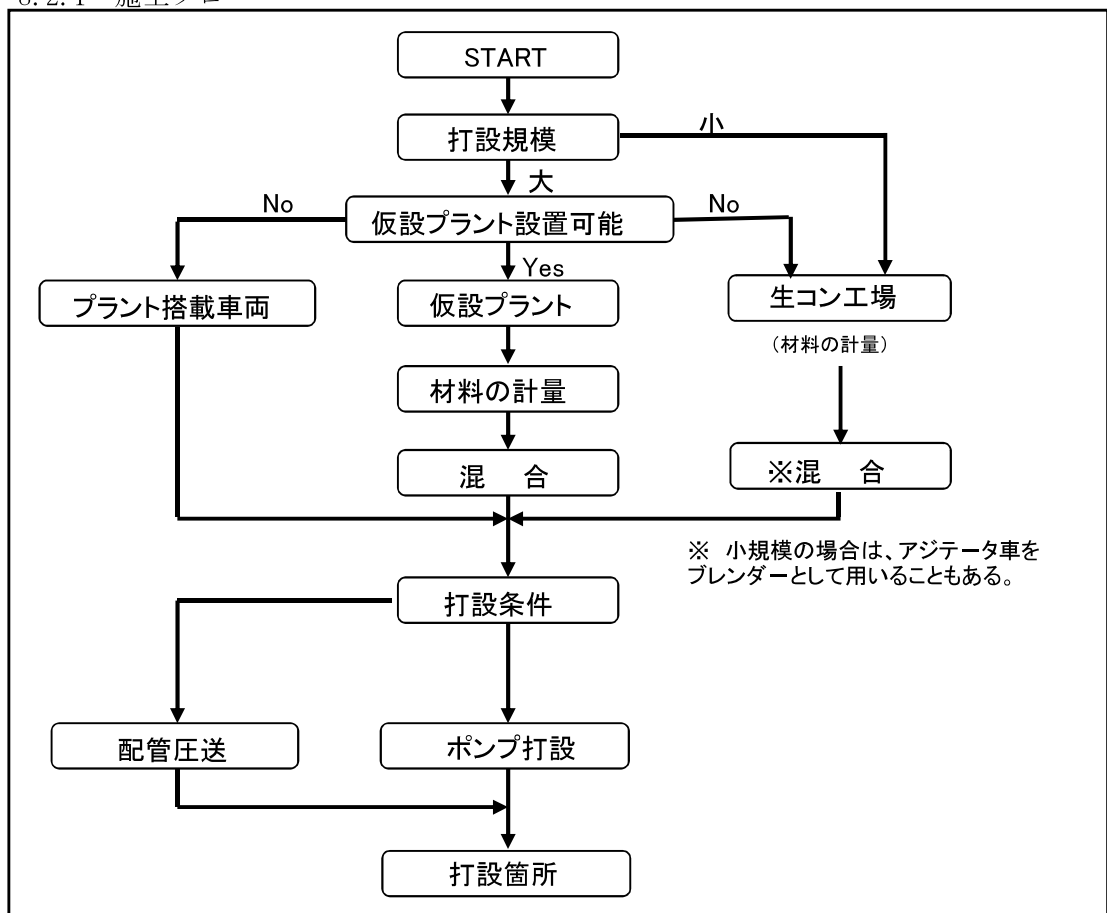 START
打設規模
小
大
No
仮設プラント設置可能
No
Yes
プラント搭載車両
仮設プラント
生コン工場
(材料の計量)
材料の計量
混 合
※混 合
※ 小規模の場合は、アジテータ車を
ブレンダーとして用いることもある。
打設条件
配管圧送
ポンプ打設
打設箇所